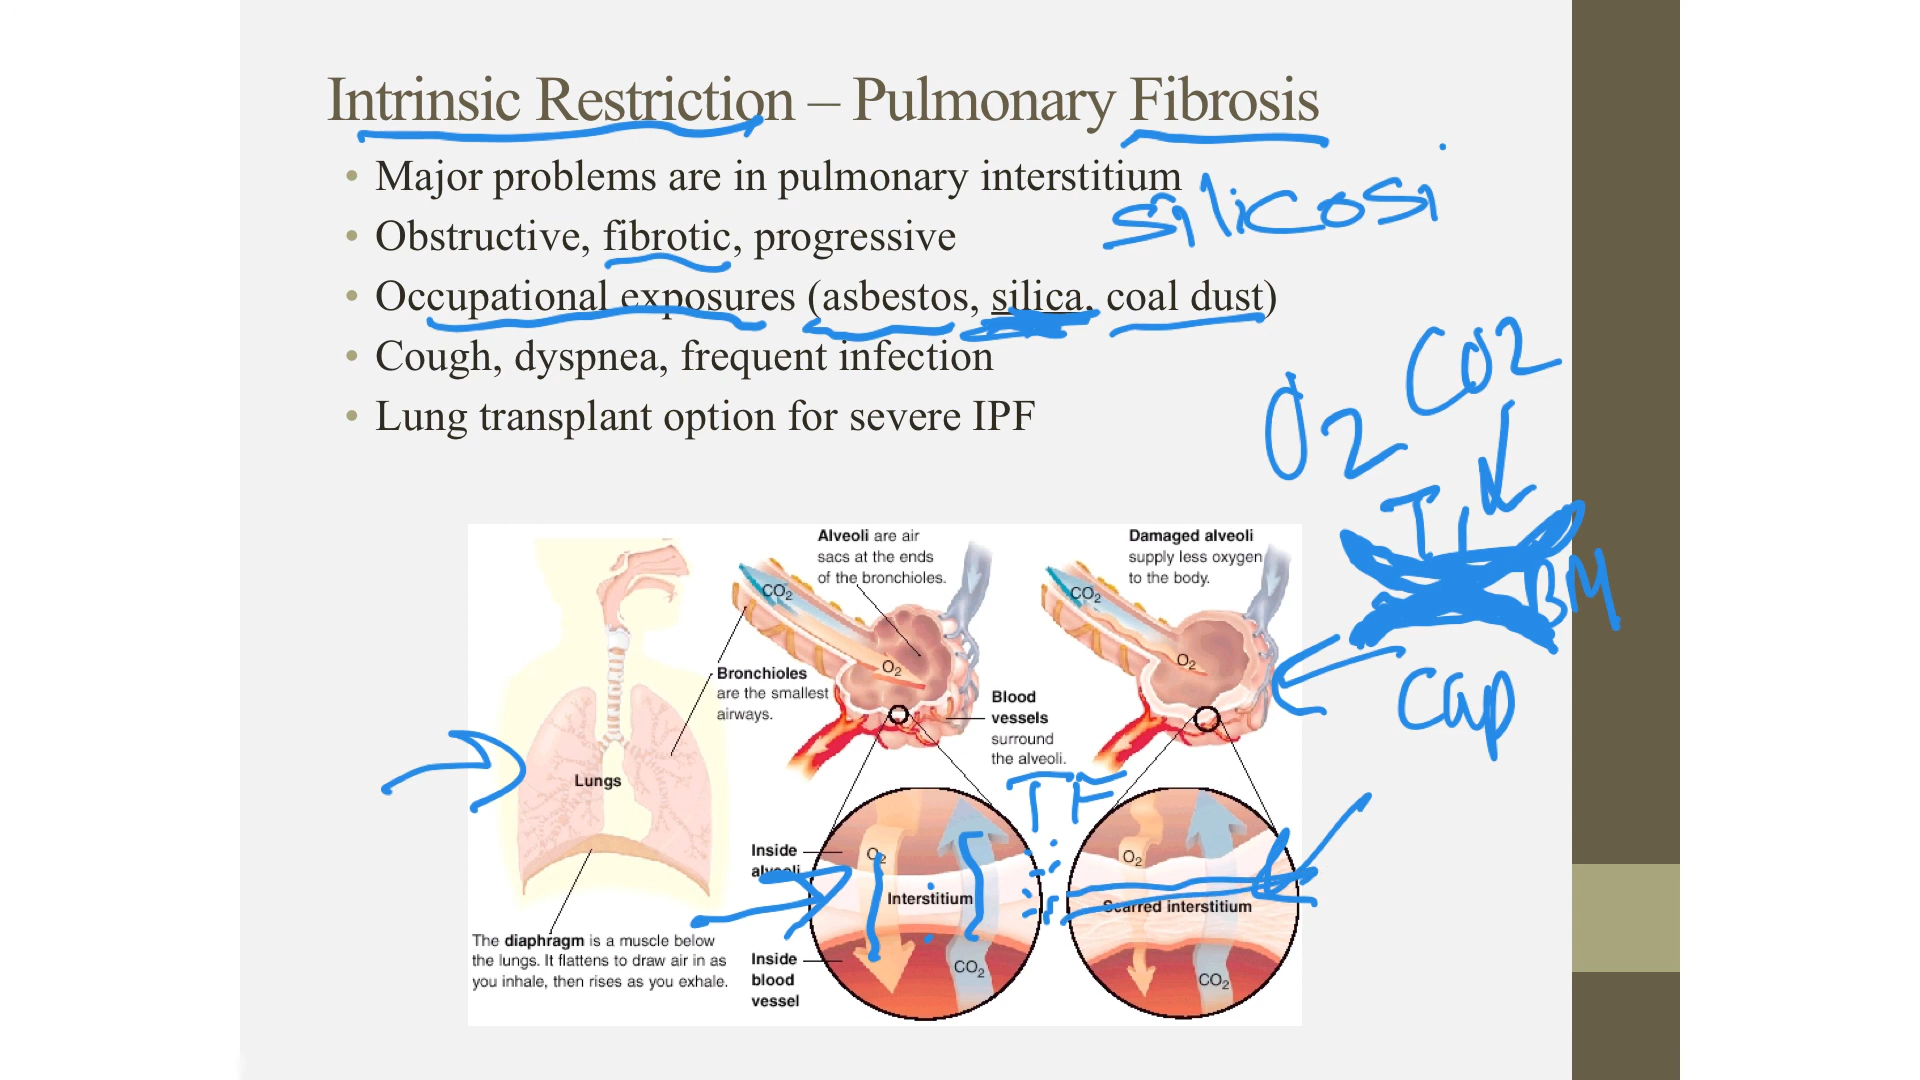 Intrinsic Restriction – Pulmonary Fibrosis
• Major problems are in pulmonary interstitium
silicosi
• Obstructive, fibrotic, progressive
• Occupational exposures (asbestos, silica, coal dust)
• Cough, dyspnea, frequent infection
• Lung transplant option for severe IPF
CO2
O2
T1
BM
cap
Alveoli are air
sacs at the ends
of the bronchioles.
Damaged alveoli
supply less oxygen
to the body.
CO2
CO2
O2
O2
Bronchioles
are the smallest
airways.
Blood
vessels
surround
the alveoli.
Lungs
TF
Inside
alveoli
O2
O2
Interstitium
Scarred interstitium
The diaphragm is a muscle below
the lungs. It flattens to draw air in as
you inhale, then rises as you exhale.
Inside
blood
vessel
CO2
CO2